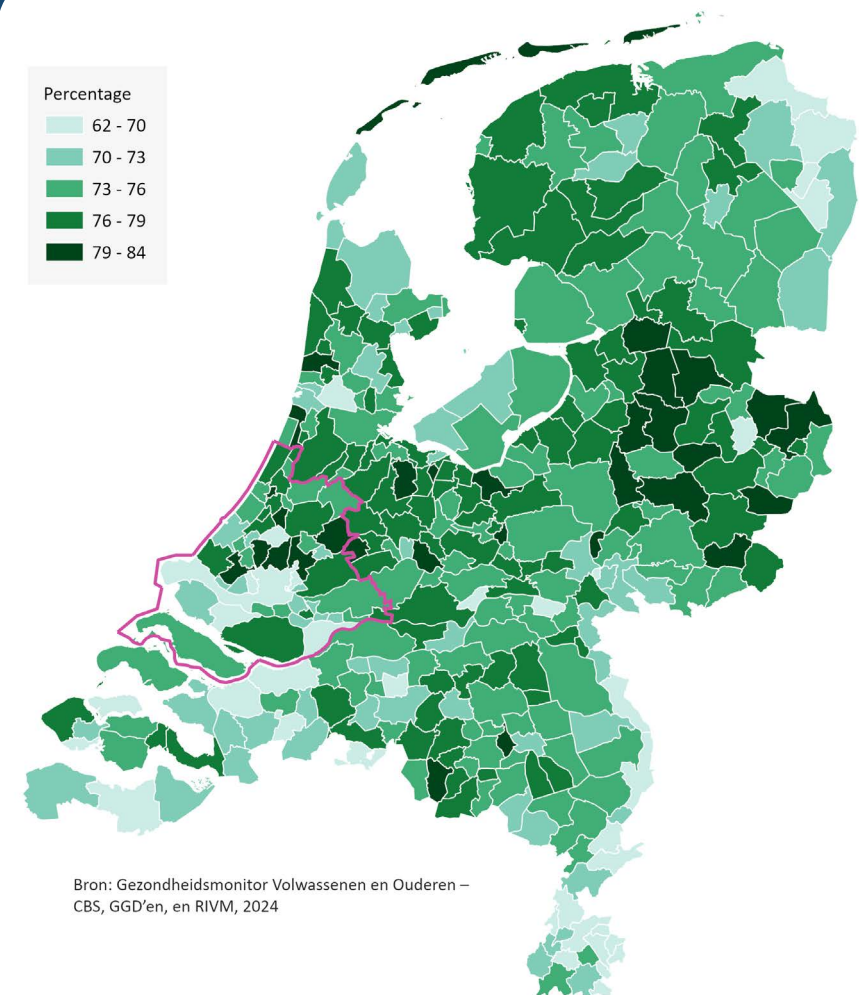 Percentage
62 - 70
70 - 73
73 - 76
76 - 79
79 - 84
Bron: Gezondheidsmonitor Volwassenen en Ouderen –
CBS, GGD’en, en RIVM, 2024